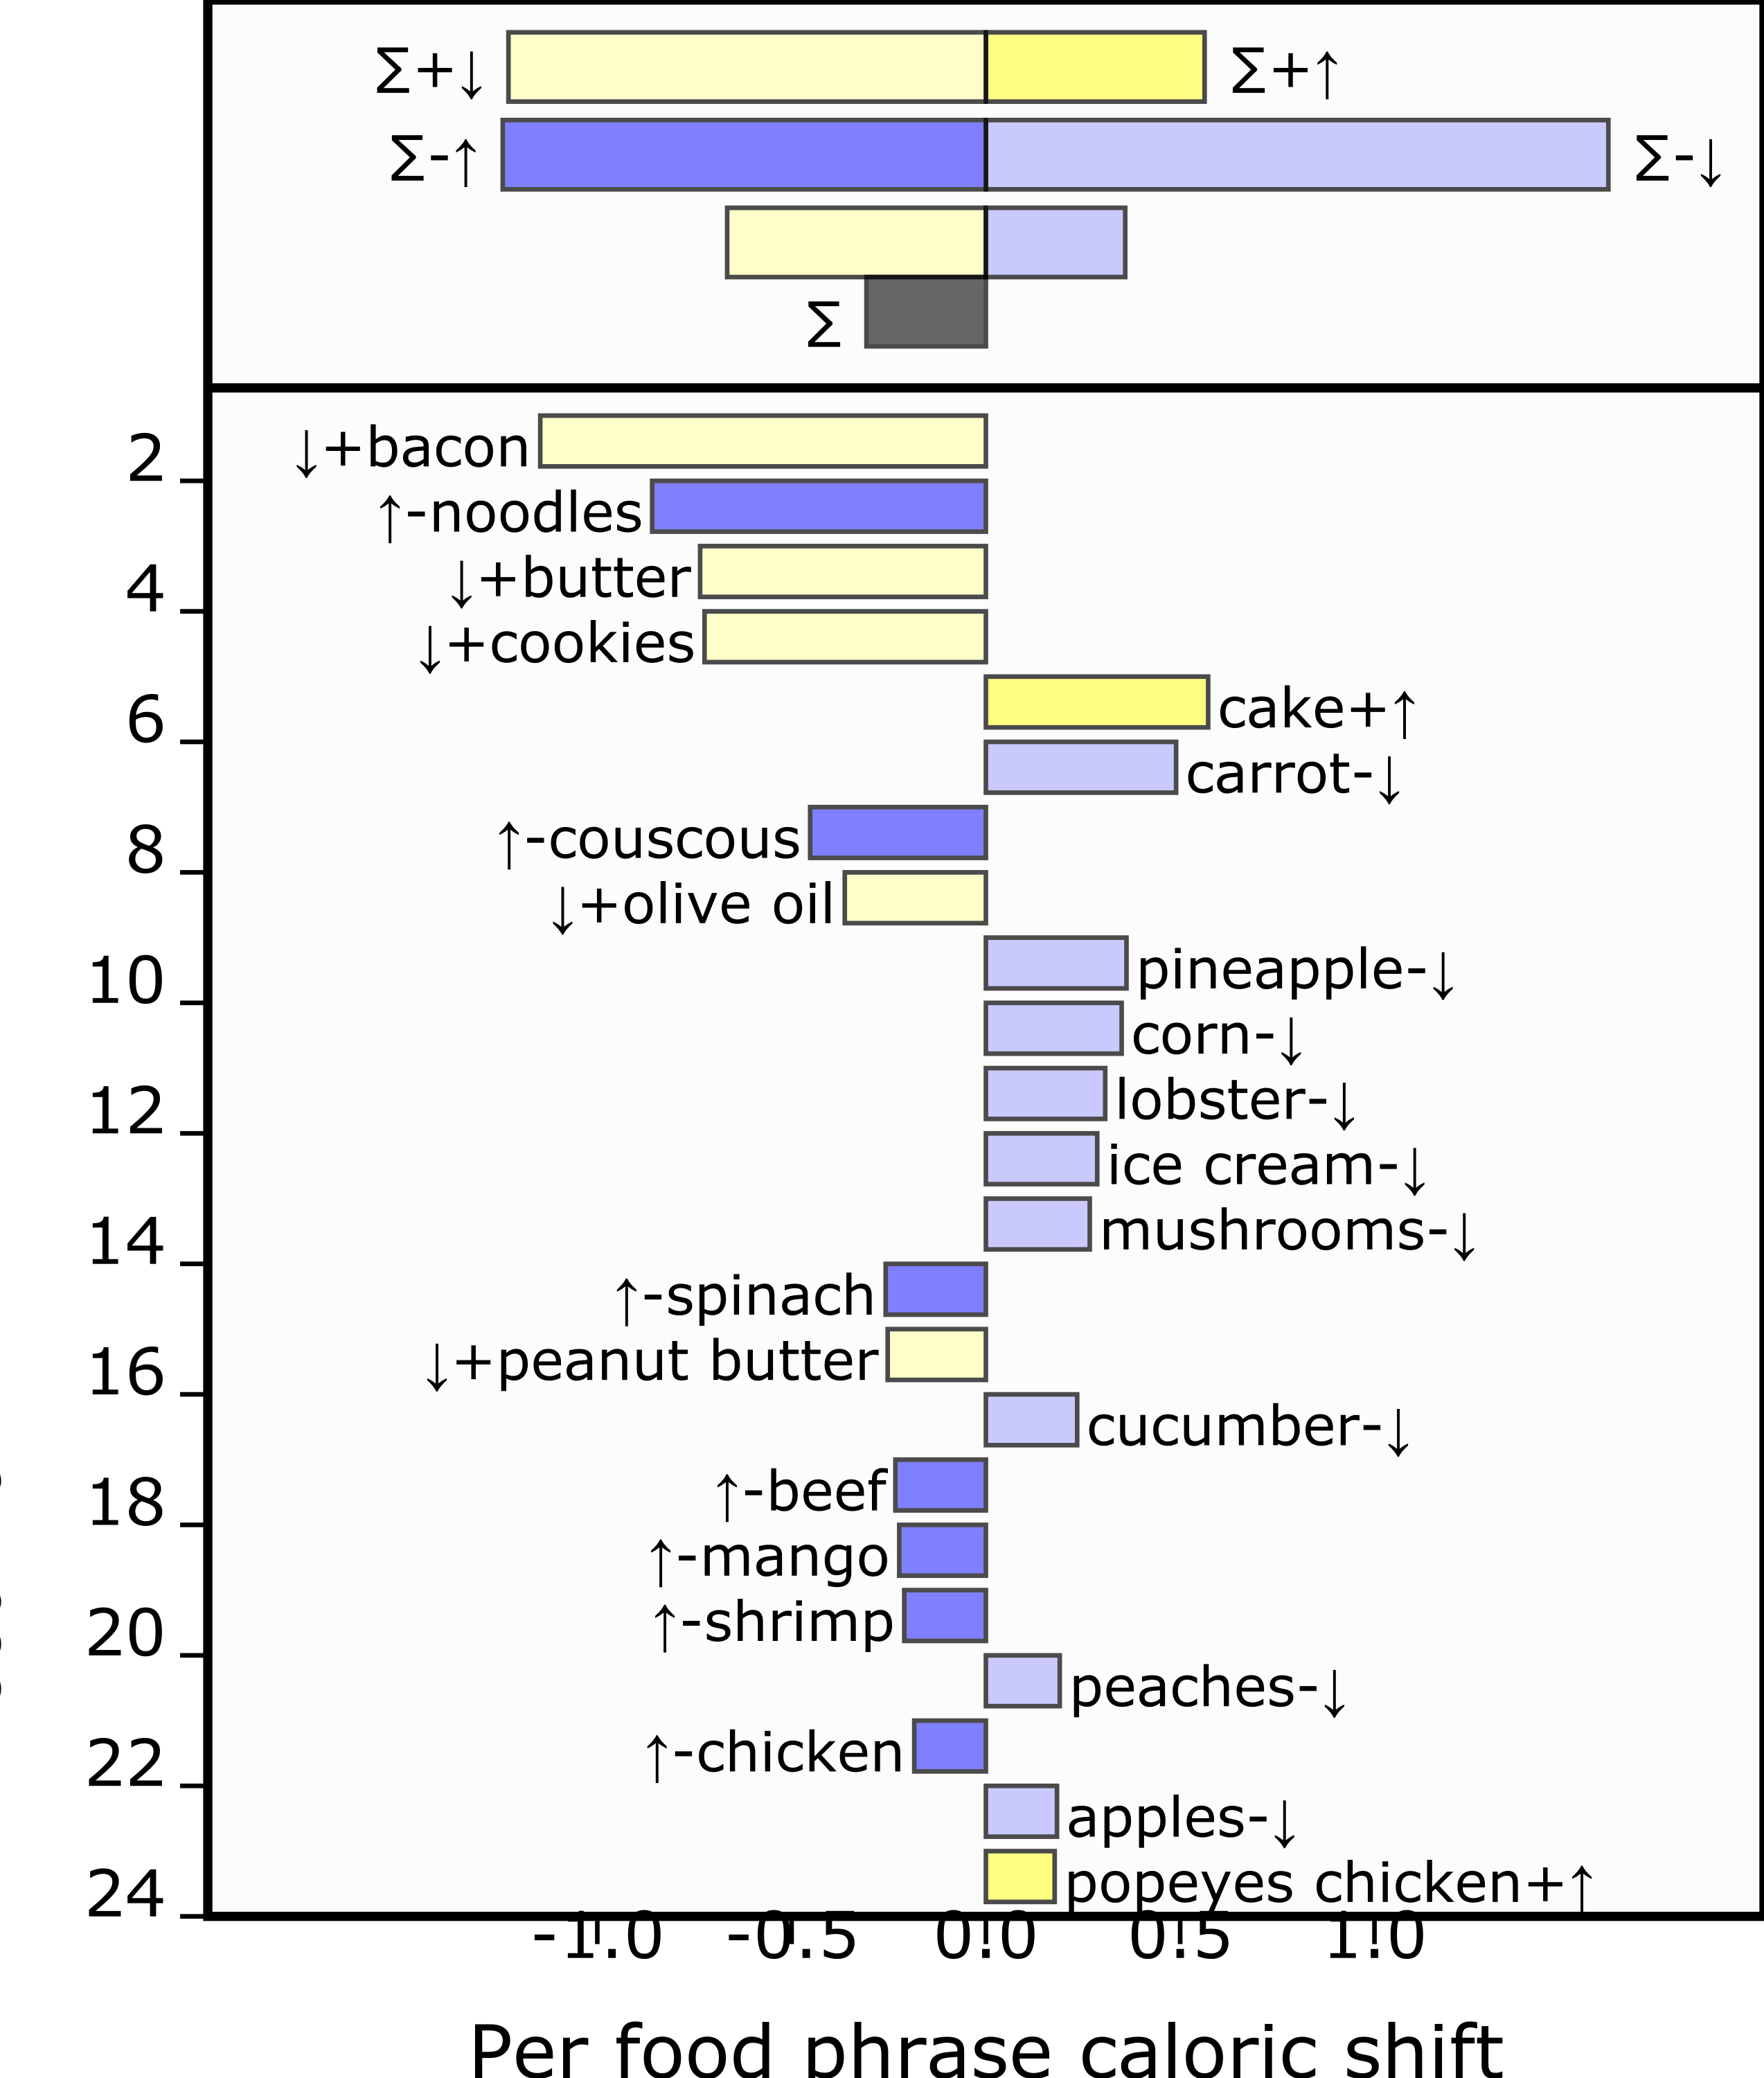 ∑+↓ ∑+↑
∑-↑ ∑-↓
∑
↓+bacon
2
↑-noodles
↓+butter
4
↓+cookies
cake+↑
6
carrot-↓
↑-couscous
8
↓+olive oil
pineapple-↓
10
corn-↓
lobster-↓
12
ice cream-↓
mushrooms-↓
14
↑-spinach
↓+peanut butter
16
cucumber-↓
↑-beef
18
↑-mango
↑-shrimp
20
peaches-↓
↑-chicken
22
apples-↓
popeyes chicken+↑
24
-1.0 -0.5 0.0 0.5 1.0
Per food phrase caloric shift